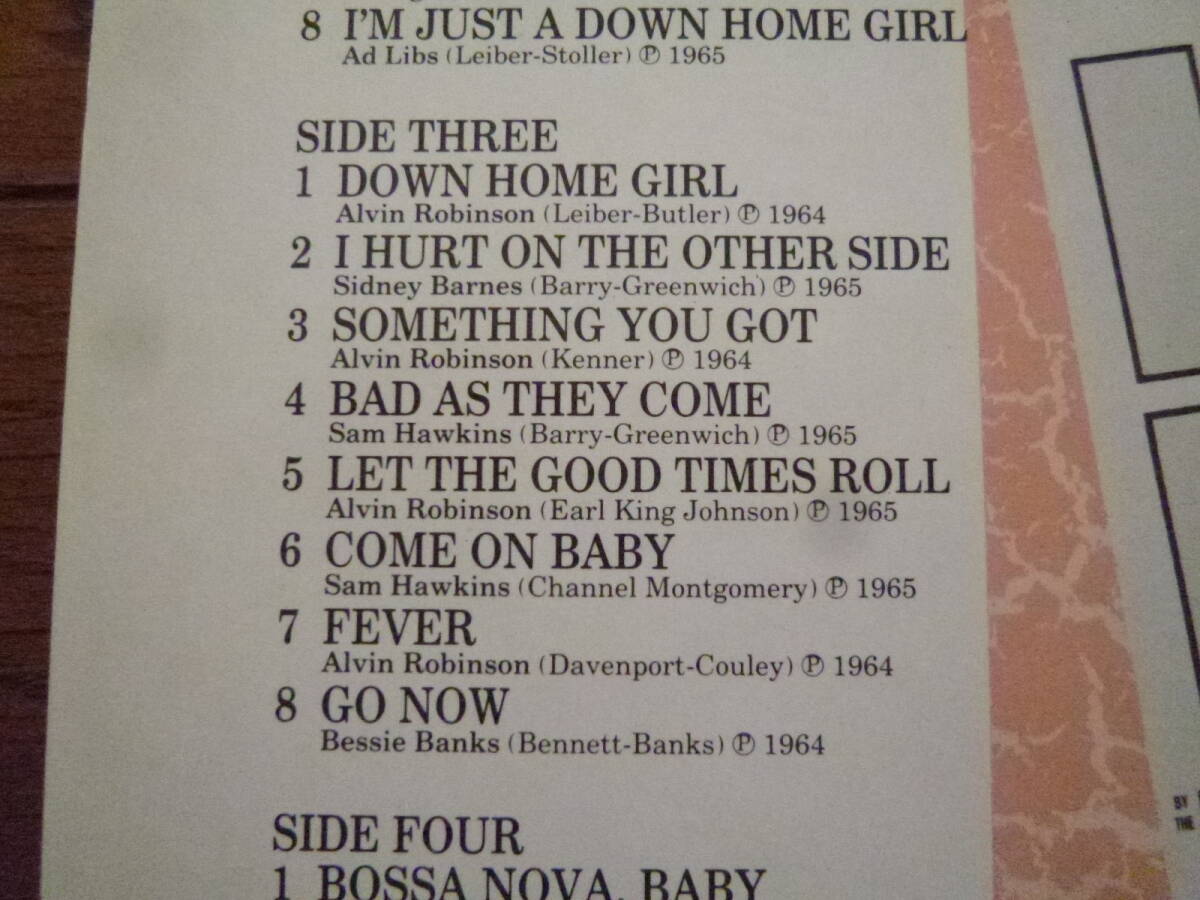 8 I'M JUST A DOWN HOME GIRL
Ad Libs (Leiber-Stoller) ℗ 1965
SIDE THREE
1 DOWN HOME GIRL
Alvin Robinson (Leiber-Butler) ℗ 1964
2 I HURT ON THE OTHER SIDE
Sidney Barnes (Barry-Greenwich) ℗ 1965
3 SOMETHING YOU GOT
Alvin Robinson (Kenner) ℗ 1964
4 BAD AS THEY COME
Sam Hawkins (Barry-Greenwich) ℗ 1965
5 LET THE GOOD TIMES ROLL
Alvin Robinson (Earl King Johnson) ℗ 1965
6 COME ON BABY
Sam Hawkins (Channel Montgomery) ℗ 1965
7 FEVER
Alvin Robinson (Davenport-Couley) ℗ 1964
8 GO NOW
Bessie Banks (Bennett-Banks) ℗ 1964
SIDE FOUR
1 BOSSA NOVA, BABY
BY
THE